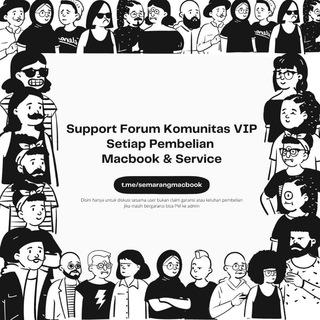 Support Forum Komunitas VIP
Setiap Pembelian
Macbook & Service
t.me/semarangmacbook
Disini hanya untuk diskusi sesama user bukan claim garansi atau keluhan pembelian
jika masih bergaransi bisa PM ke admin